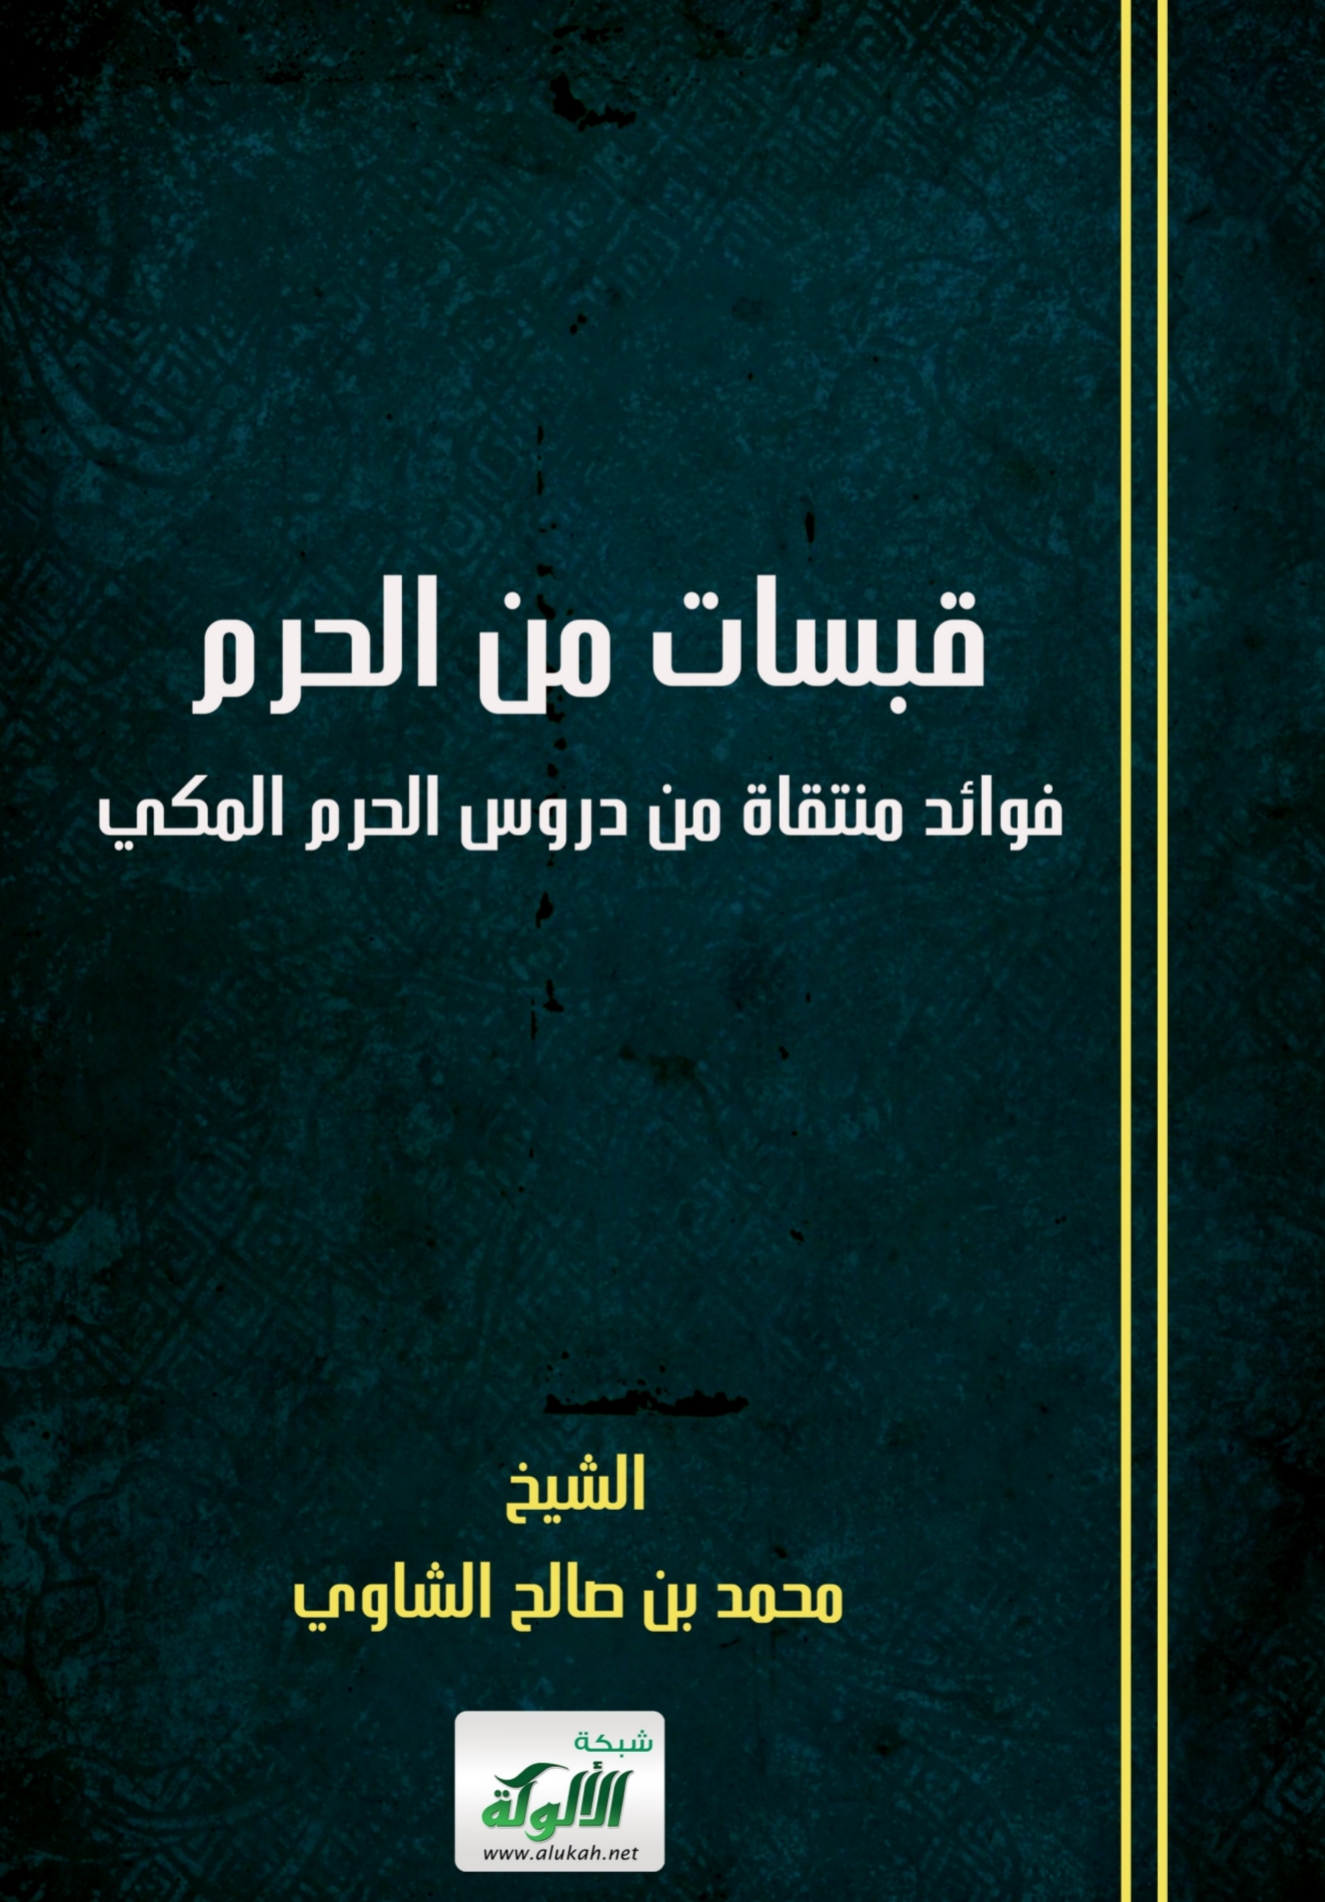 قبسات من الحرم
فوائد منتقاة من دروس الحرم المكي
الشيخ
محمد بن صالح الشاوي
شبكة
الألوكة
www.alukah.net